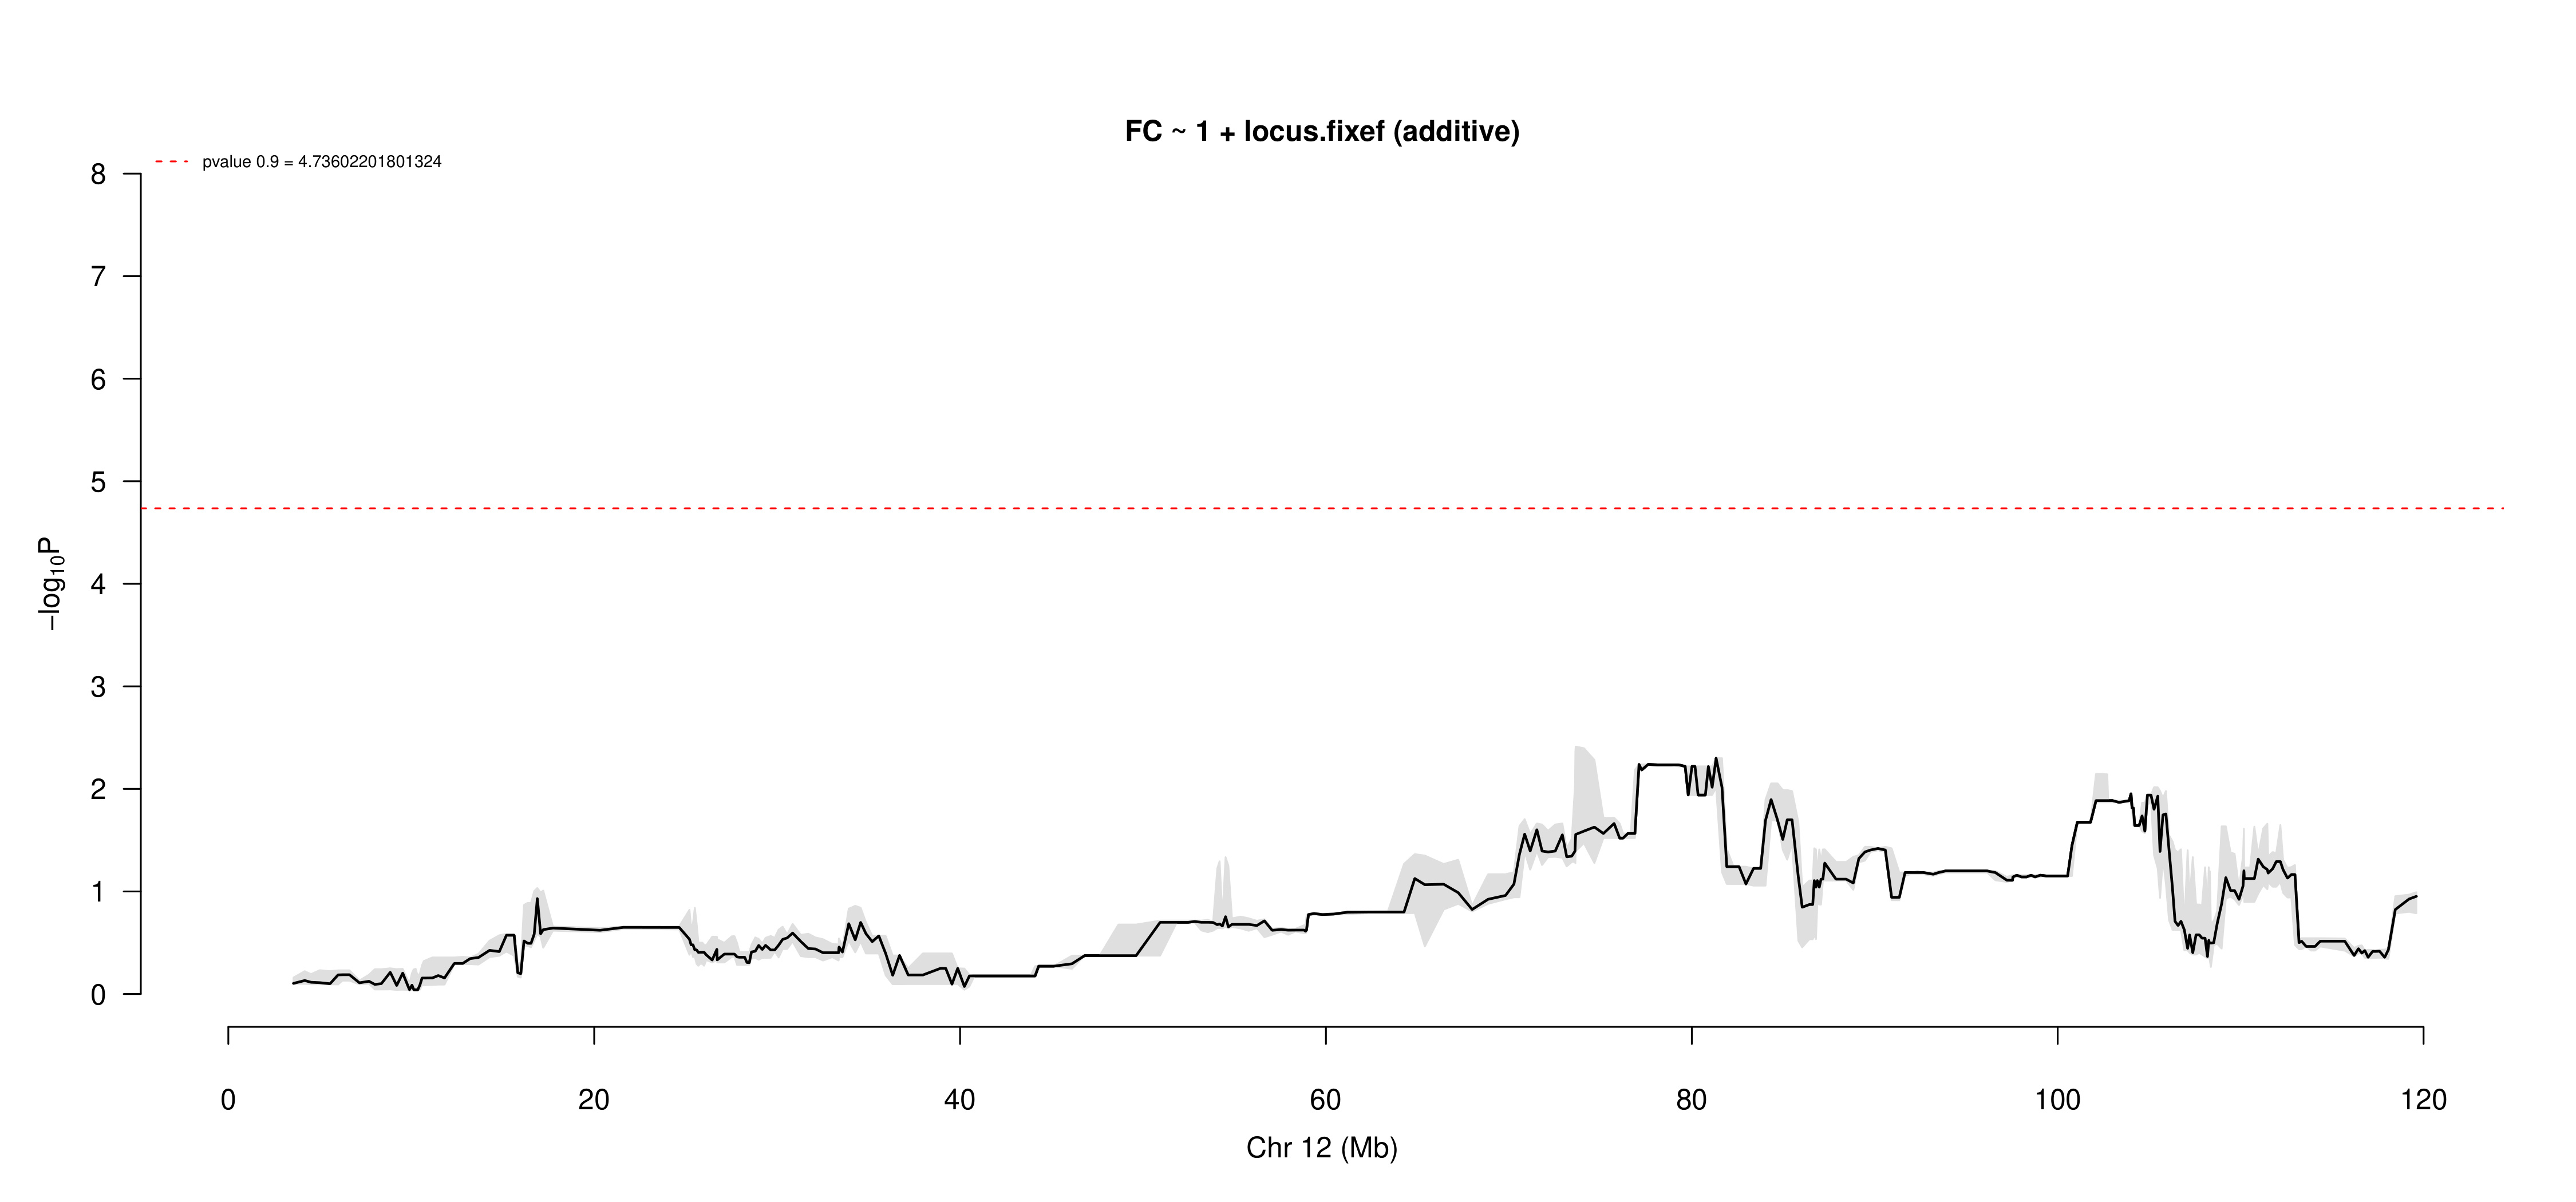 FC ~ 1 + locus.fixef (additive)
pvalue 0.9 = 4.73602201801324
8
7
6
5
4
3
2
1
0
−log10P
0 20 40 60 80 100 120
Chr 12 (Mb)